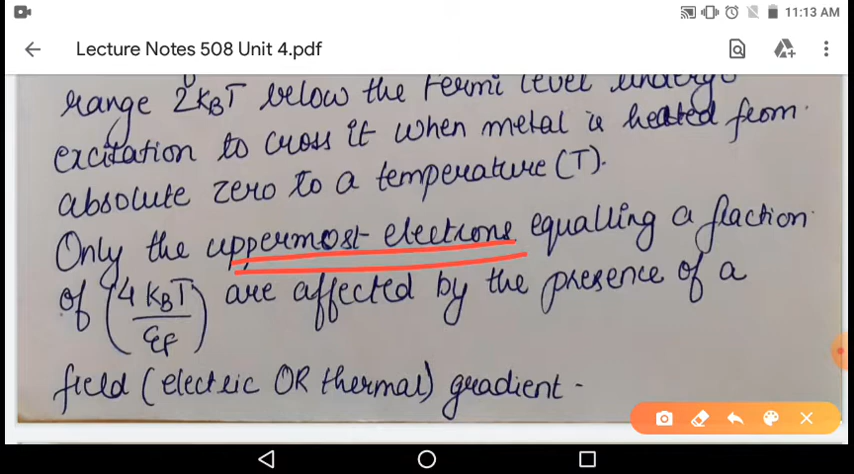 11:13 AM
Lecture Notes 508 Unit 4.pdf
range 2kBT below the Fermi level undergo
excitation to cross it when metal is heated from
absolute zero to a temperature (T).
Only the uppermost electrons equalling a fraction
of (4 KBT / εF) are affected by the presence of a
field (electric OR thermal) gradient -